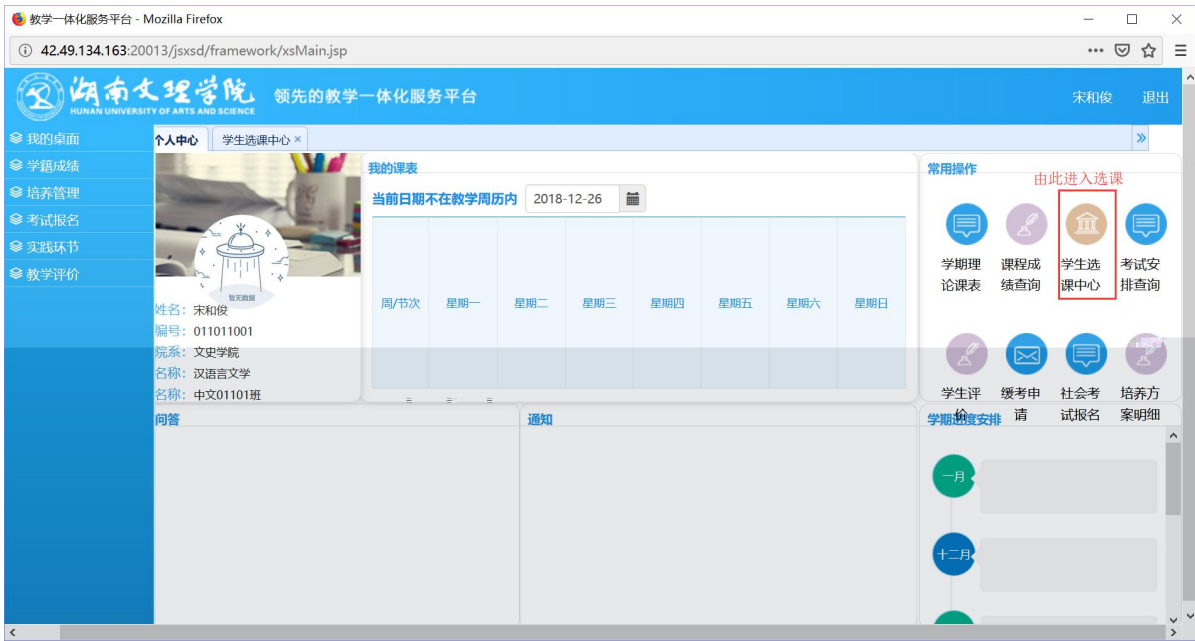 教学一体化服务平台 - Mozilla Firefox
42.49.134.163:20013/jsxsd/framework/xsMain.jsp
湖南文理学院
HUNAN UNIVERSITY OF ARTS AND SCIENCE
领先的教学一体化服务平台
宋和俊 退出
我的桌面
学籍成绩
培养管理
考试报名
实践环节
教学评价
个人中心 学生选课中心 ×
暂无数据
姓名：宋和俊
编号：011011001
院系：文史学院
名称：汉语言文学
名称：中文01101班
我的课表
当前日期不在教学周历内 2018-12-26
周/节次 星期一 星期二 星期三 星期四 星期五 星期六 星期日
常用操作
由此进入选课
学期理论课表
课程成绩查询
学生选课中心
考试安排查询
学生评价
缓考申请
社会考试报名
培养方案明细
问答
通知
学期进度安排
一月
十二月